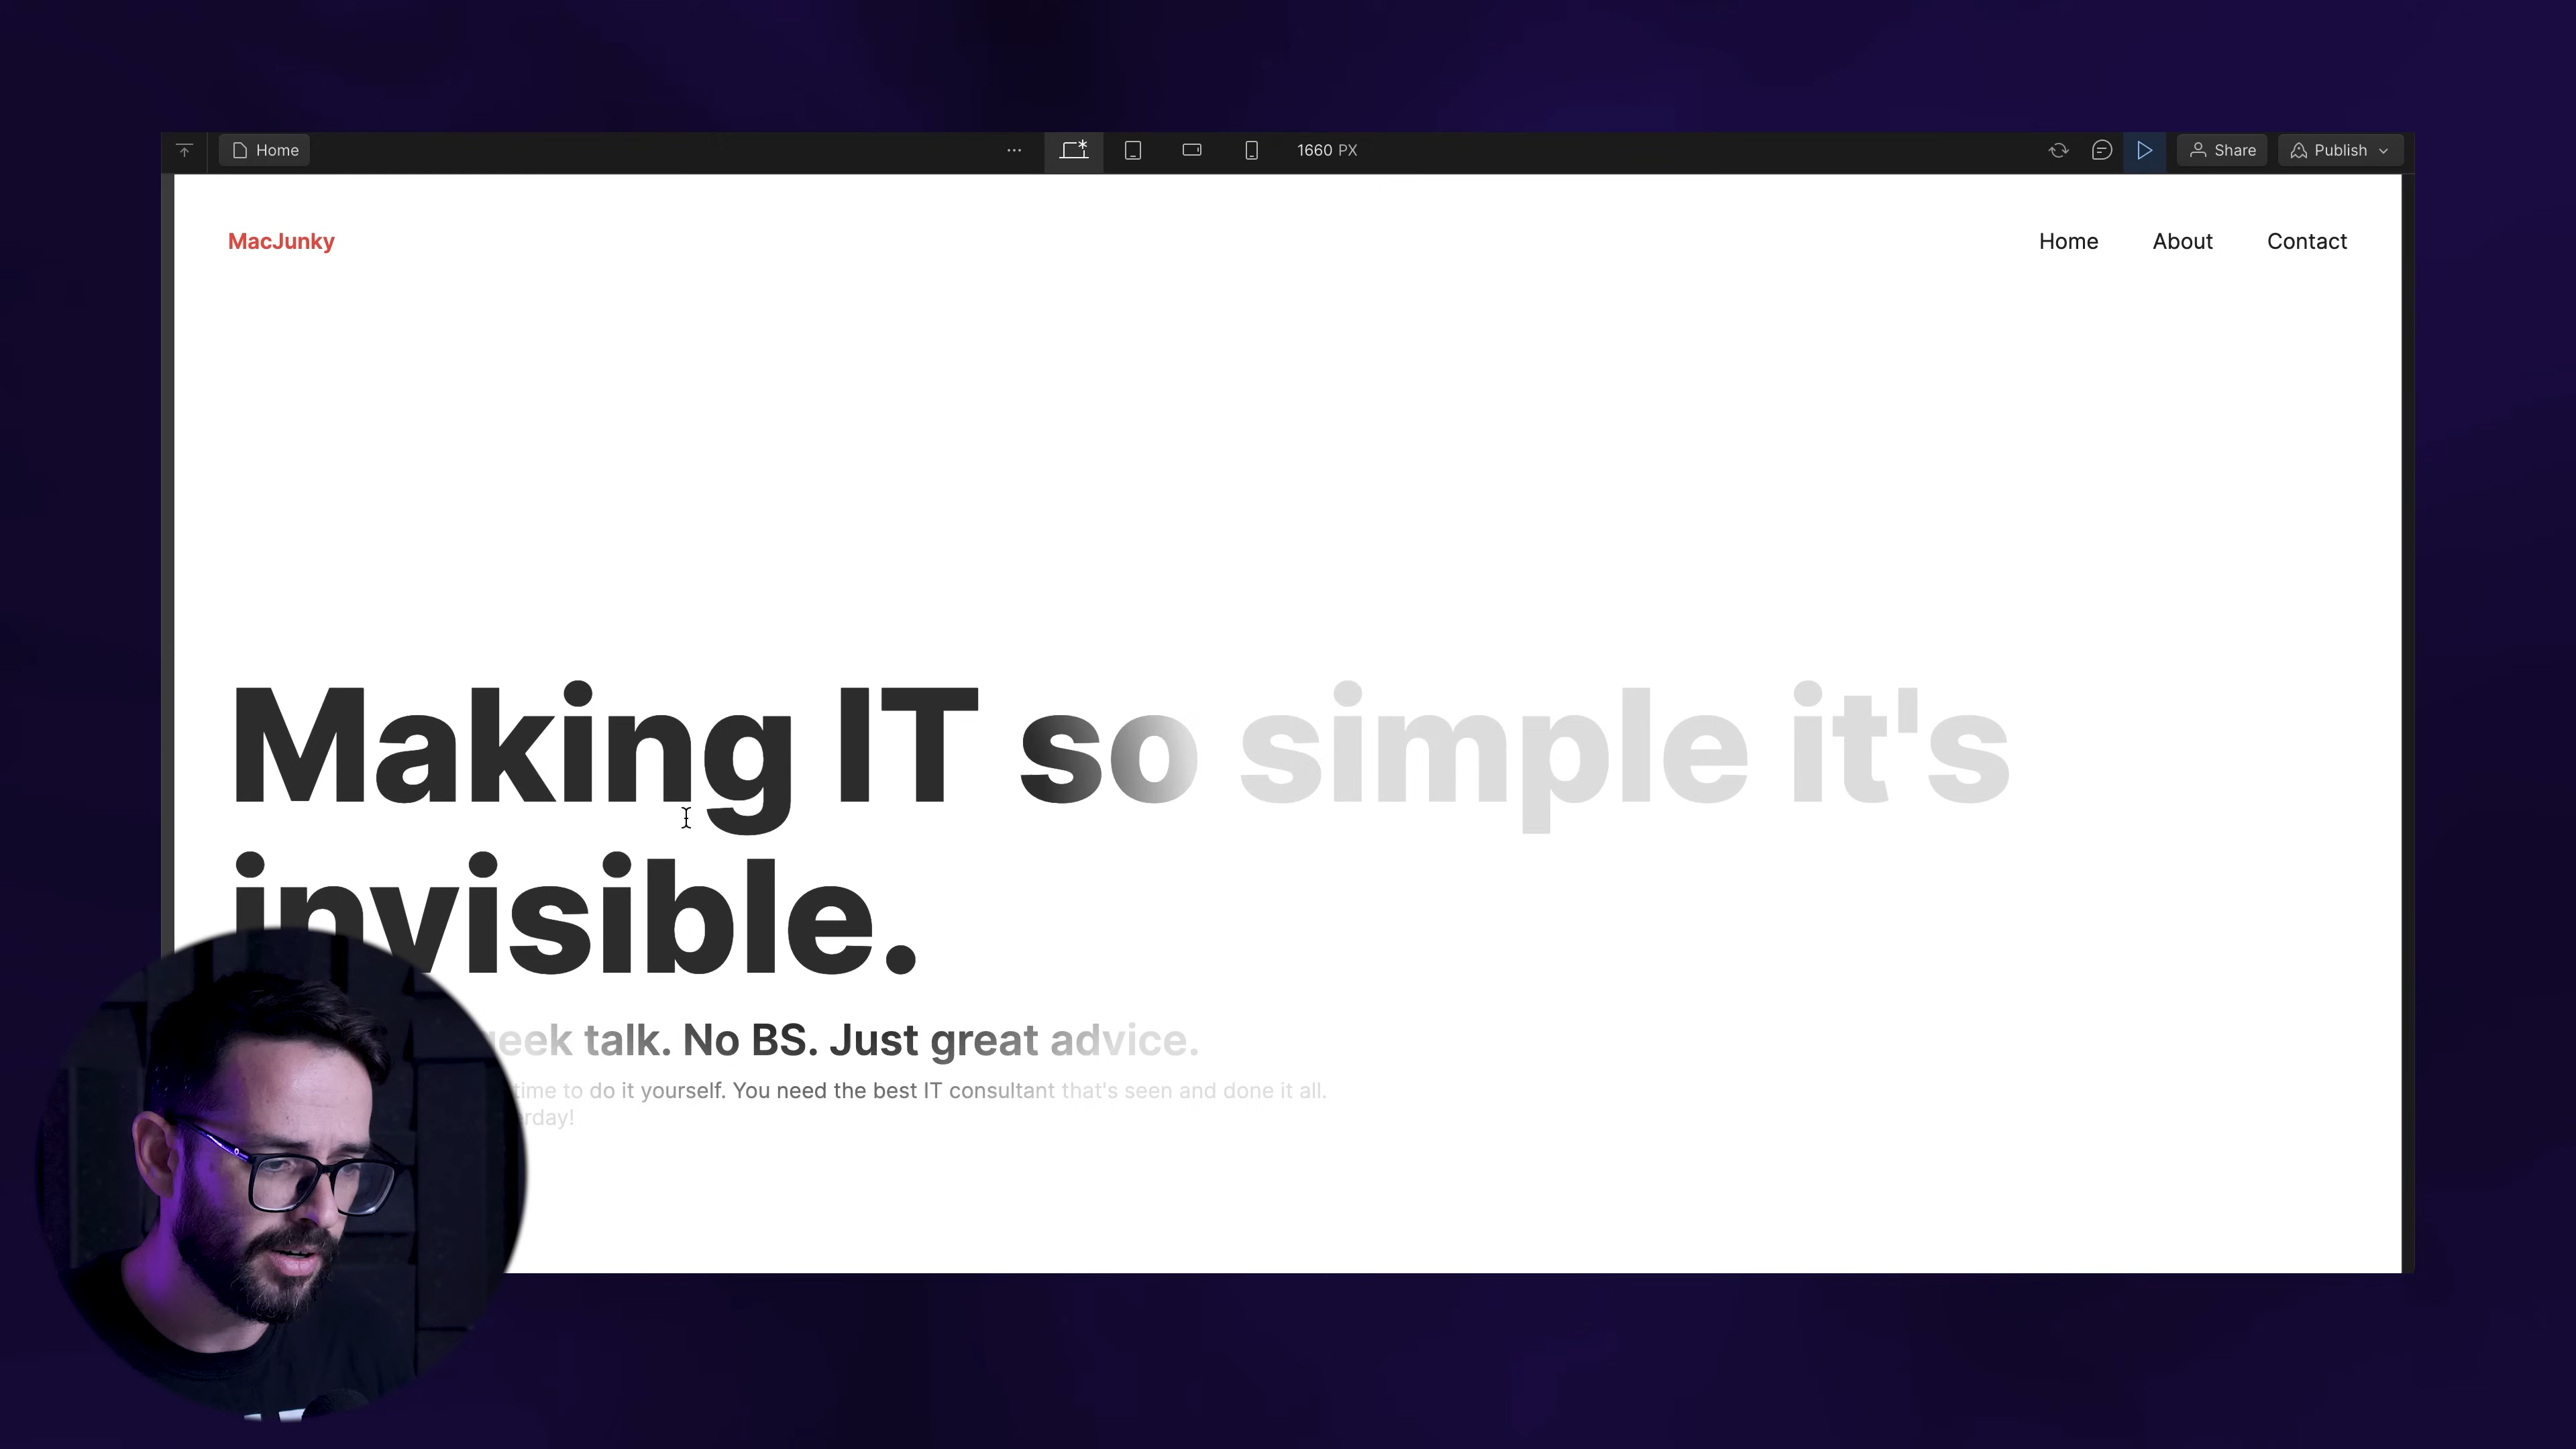 Home
1660 PX
Share
Publish
MacJunky
Home About Contact
Making IT so simple it's
invisible.
geek talk. No BS. Just great advice.
time to do it yourself. You need the best IT consultant that's seen and done it all.